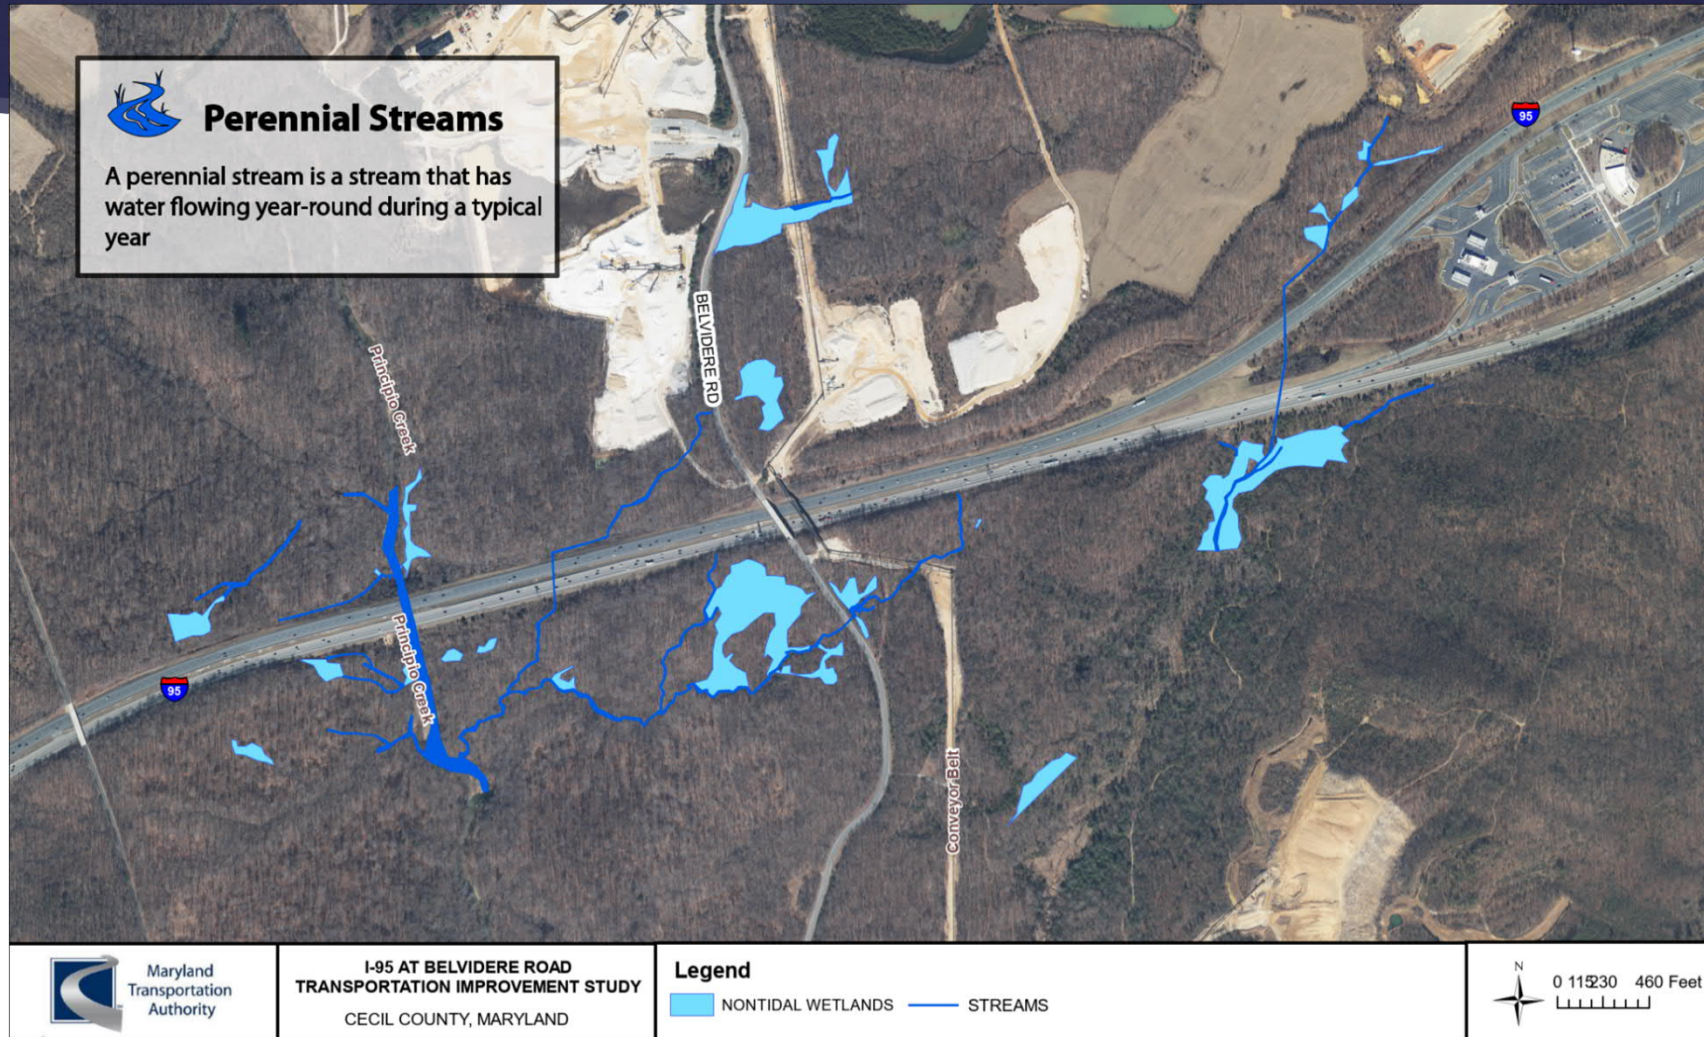 Perennial Streams
A perennial stream is a stream that has
water flowing year-round during a typical
year
95
BELVIDERE RD
Principio Creek
Principio Creek
95
Conveyor Belt
Maryland
Transportation
Authority
I-95 AT BELVIDERE ROAD
TRANSPORTATION IMPROVEMENT STUDY
CECIL COUNTY, MARYLAND
Legend
NONTIDAL WETLANDS
STREAMS
N
0 115230 460 Feet